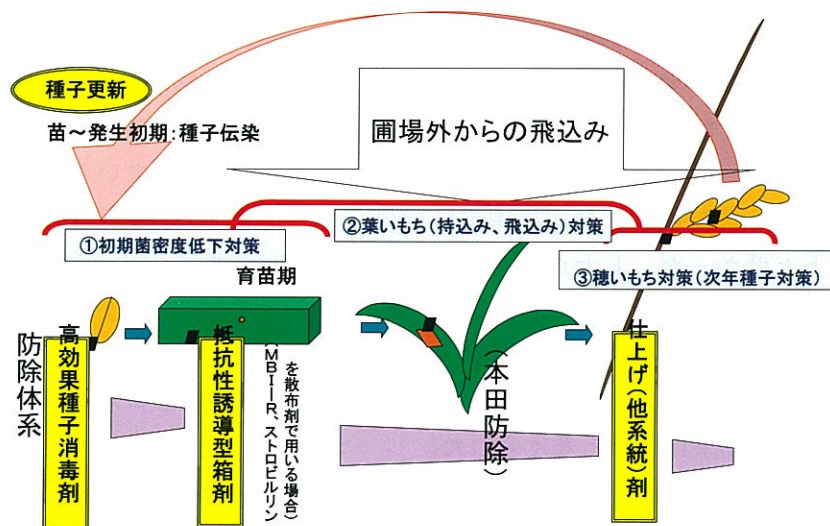 種子更新
苗~発生初期:種子伝染
圃場外からの飛込み
①初期菌密度低下対策
②葉いもち(持込み、飛込み)対策
③穂いもち対策(次年種子対策)
育苗期
防除体系
高効果種子消毒剤
抵抗性誘導型箱剤
(MBI-R、ストロビルリン
を散布剤で用いる場合)
(本田防除)
仕上げ(他系統)剤